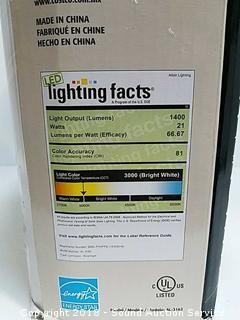 www.costco.com.mx
MADE IN CHINA
FABRIQUÉ EN CHINE
HECHO EN CHINA
LED
lighting facts
A Program of the U.S. DOE
Light Output (Lumens) 1400
Watts 21
Lumens per Watt (Efficacy) 66.67
Color Accuracy
Color Rendering Index (CRI) 81
Light Color
Correlated Color Temperature (CCT) 3000 (Bright White)
Warm White Bright White Daylight
2700K 3000K 4500K 6500K
Visit www.lightingfacts.com for the Label Reference Guide
ENERGY STAR
UL
LISTED
Copyright 2018 -